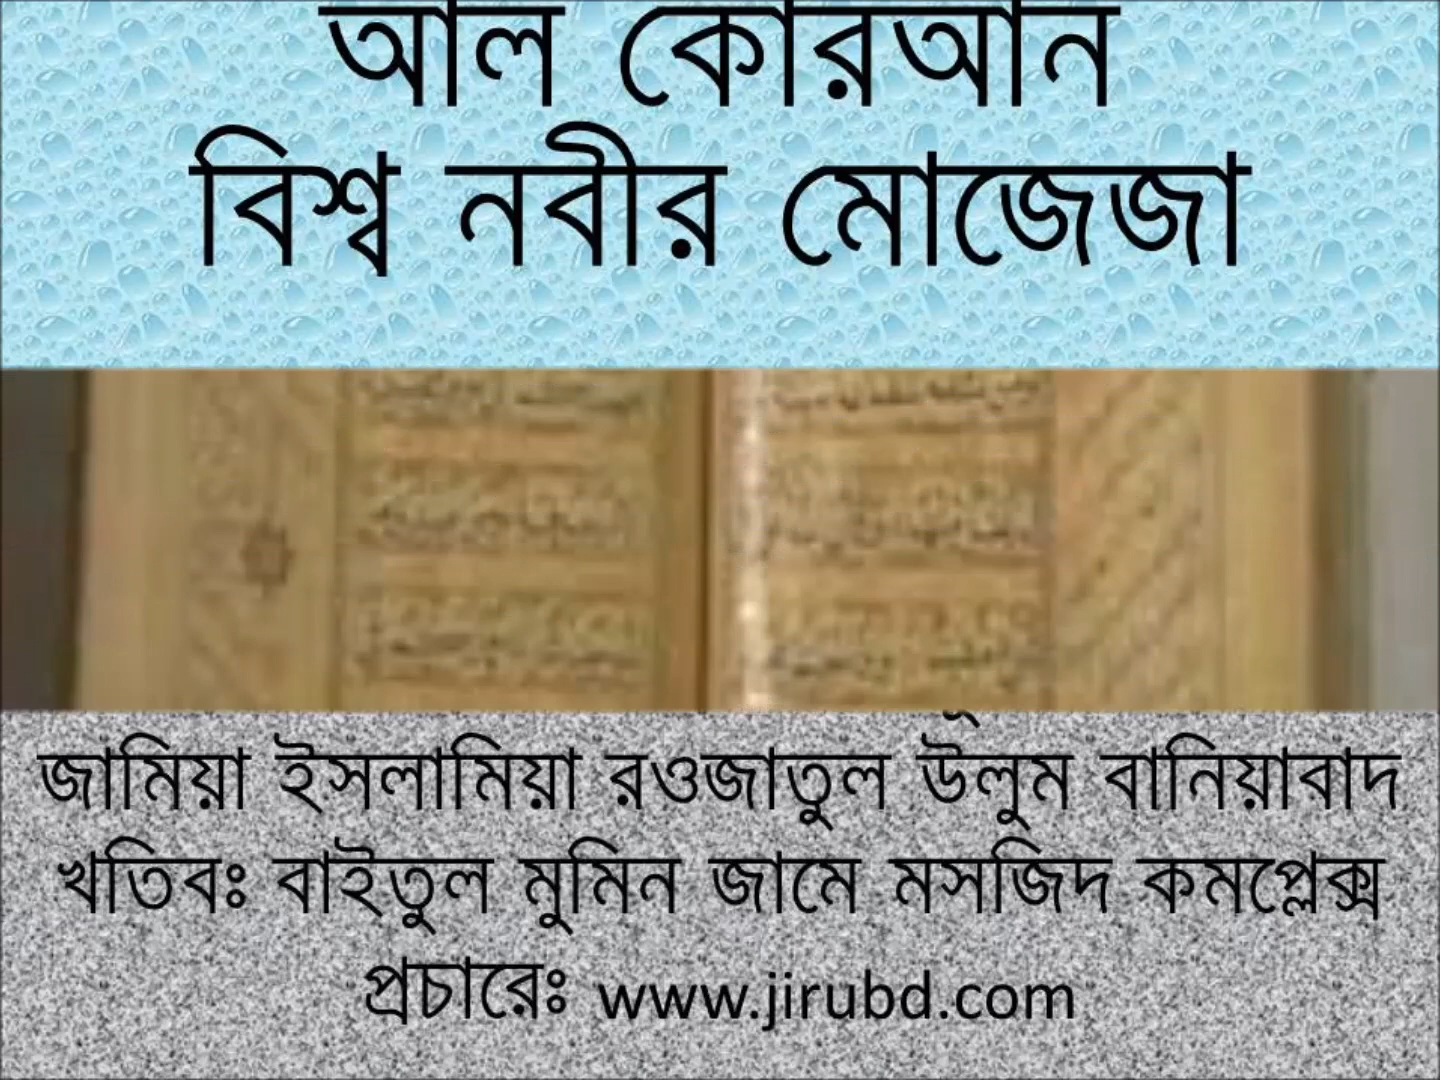 আল কোরআন
বিশ্ব নবীর মোজেজা
জামিয়া ইসলামিয়া রওজাতুল উলুম বানিয়াবাদ
খতিবঃ বাইতুল মুমিন জামে মসজিদ কমপ্লেক্স
প্রচারেঃ www.jirubd.com